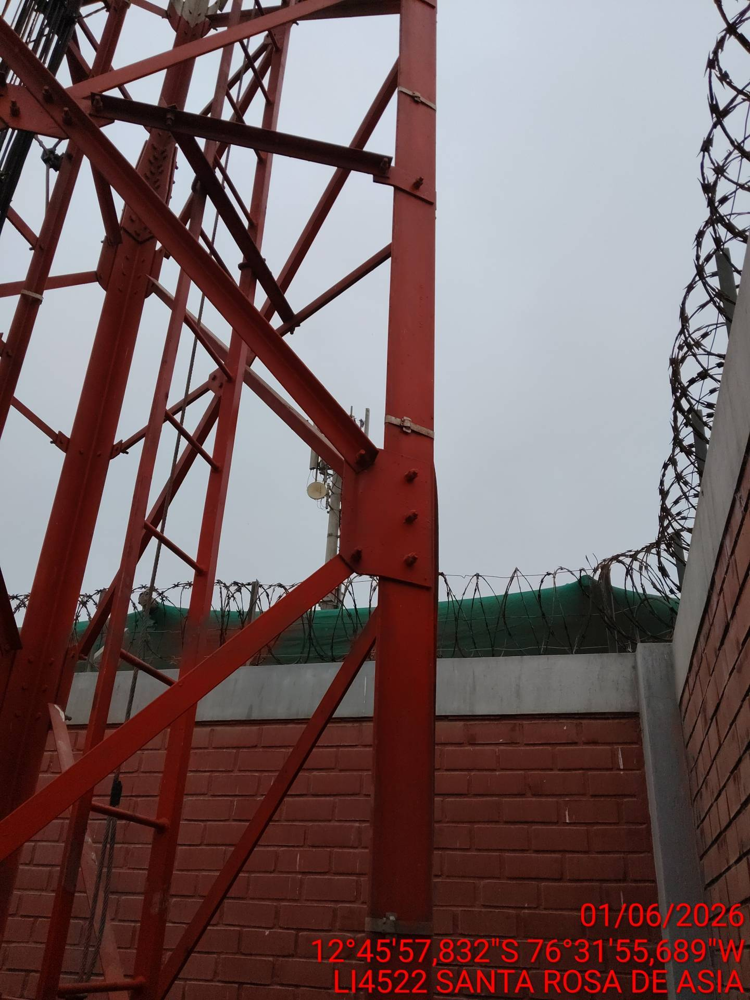 01/06/2026
12°45'57,832"S 76°31'55,689"W
LI4522 SANTA ROSA DE ASIA